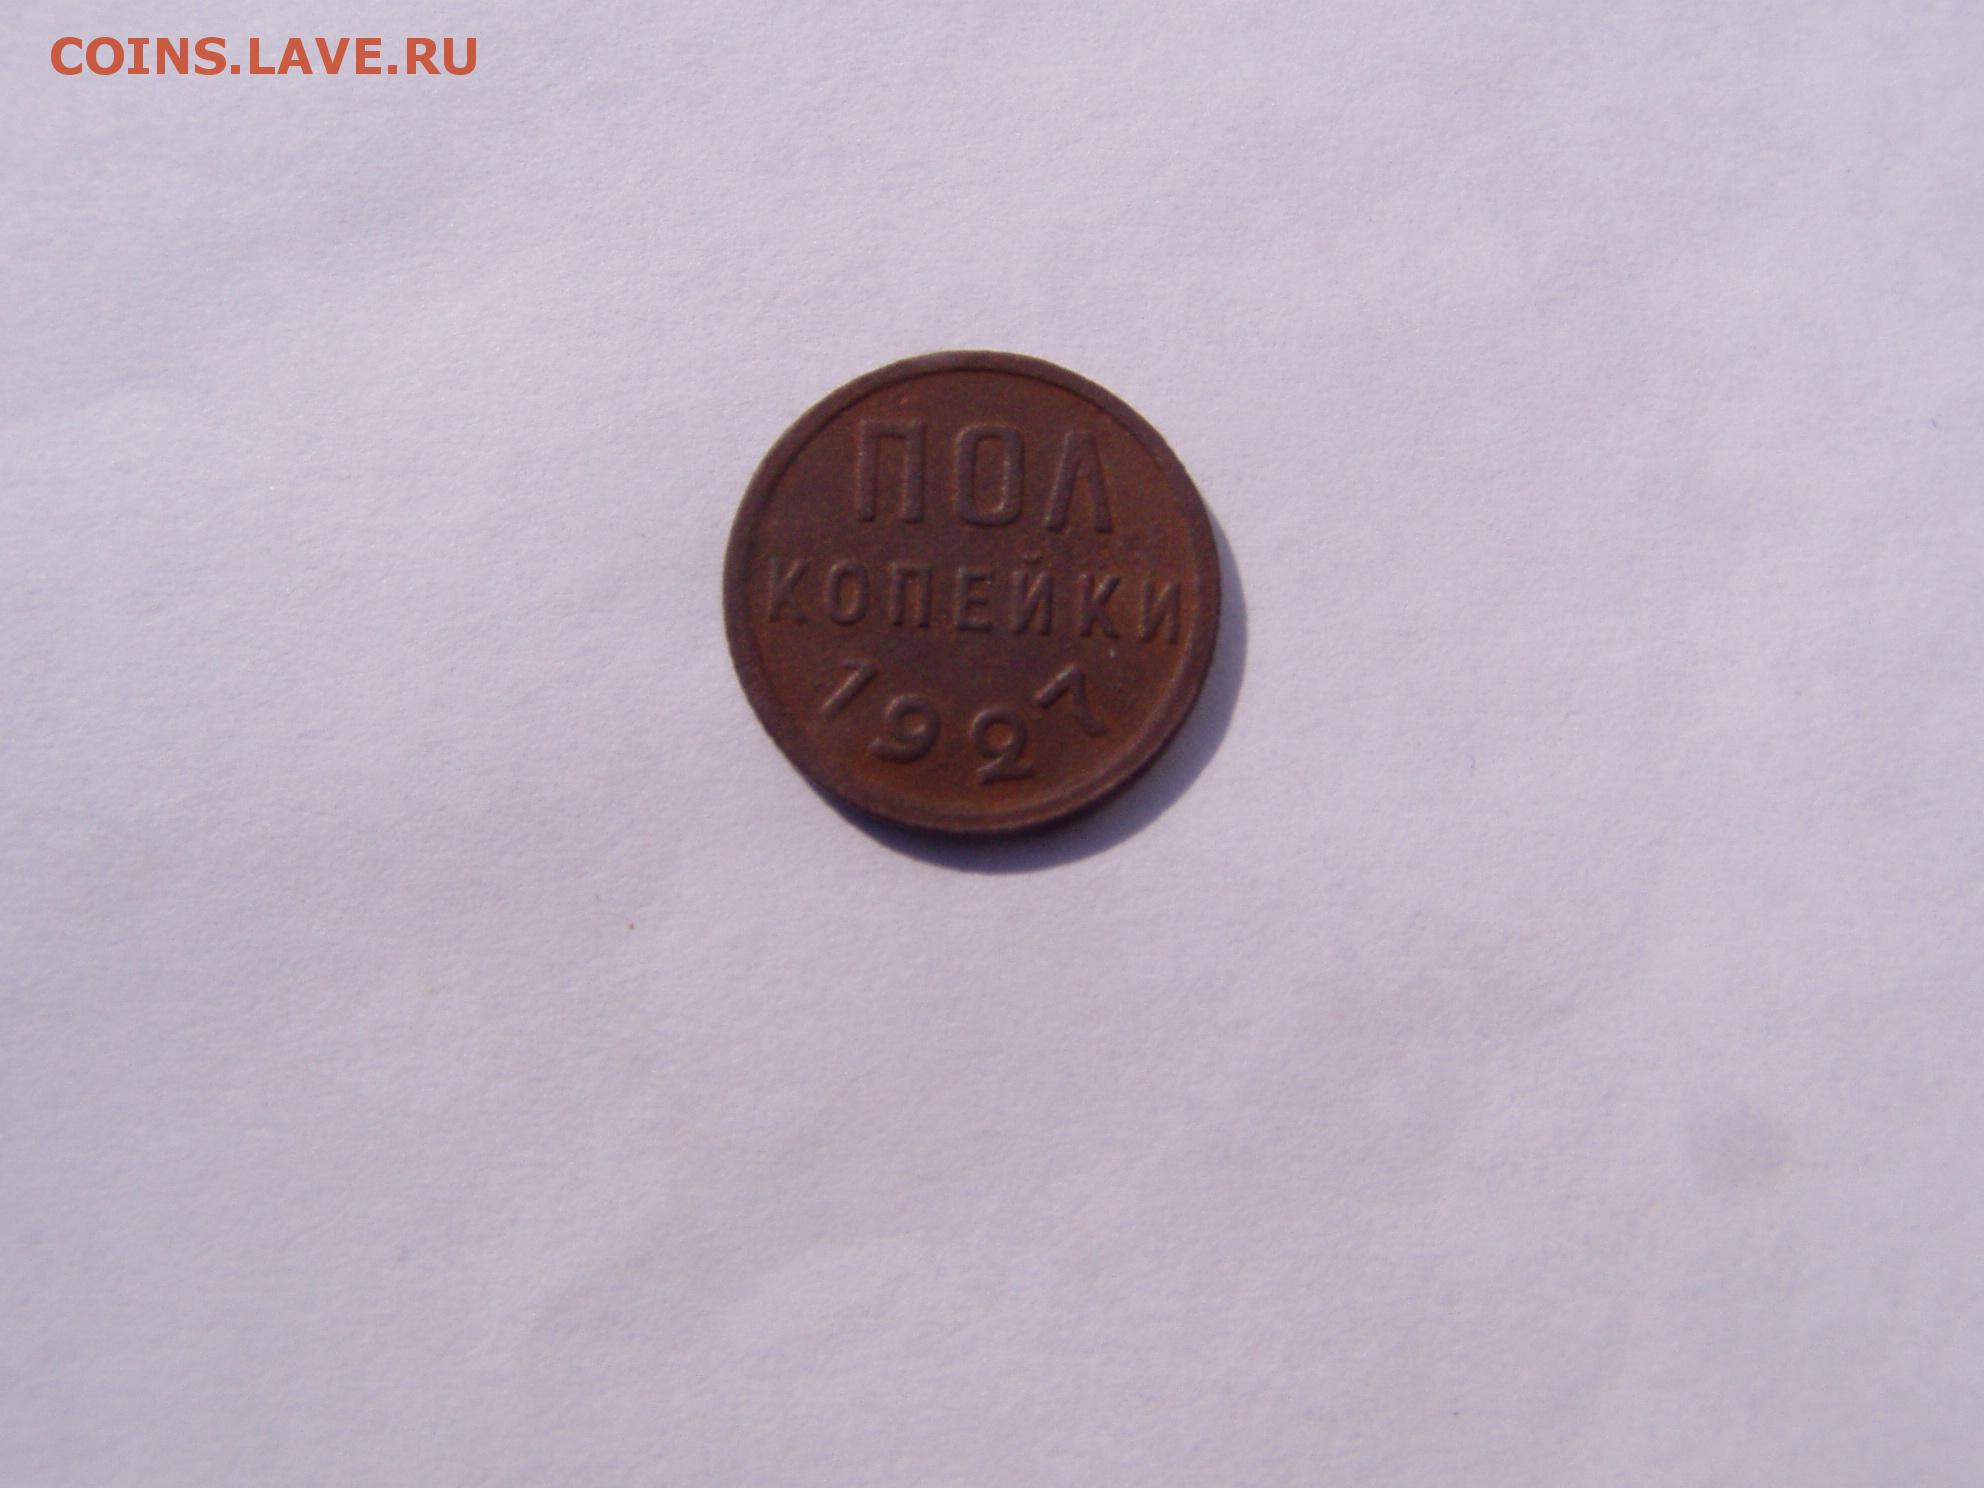 COINS.LAVE.RU
ПОЛ
КОПЕЙКИ
1927